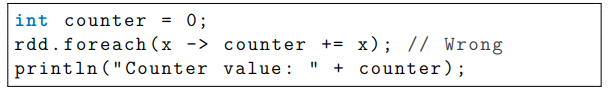 int counter = 0;
rdd.foreach(x -> counter += x); // Wrong
println("Counter value: " + counter);